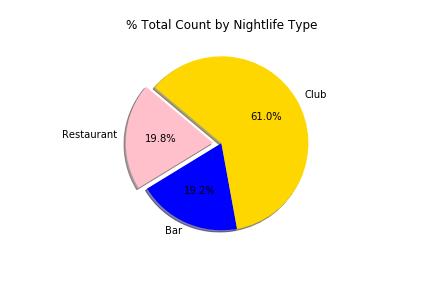 % Total Count by Nightlife Type
Club
61.0%
Restaurant
19.8%
19.2%
Bar